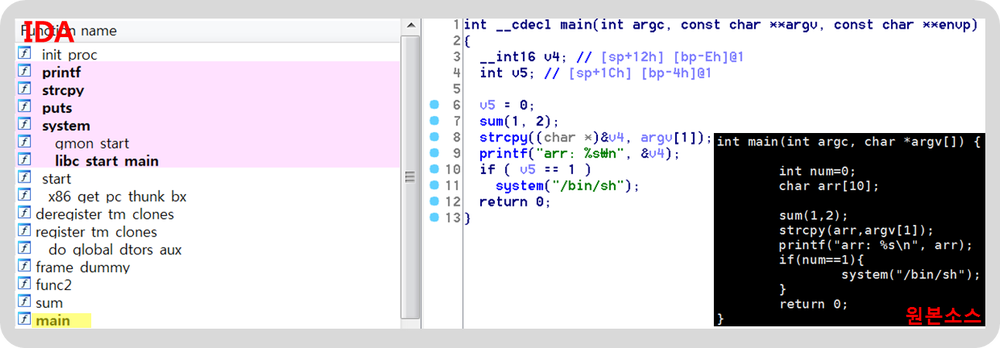 IDA
Function name
init proc
printf
strcpy
puts
system
gmon start
libc start main
start
x86 get pc thunk bx
deregister tm clones
register tm clones
do global dtors aux
frame dummy
func2
sum
main
1 int __cdecl main(int argc, const char **argv, const char **envp)
2 {
3 __int16 v4; // [sp+12h] [bp-Eh]@1
4 int v5; // [sp+1Ch] [bp-4h]@1
5
6 v5 = 0;
7 sum(1, 2);
8 strcpy((char *)&v4, argv[1]);
9 printf("arr: %s₩n", &v4);
10 if ( v5 == 1 )
11 system("/bin/sh");
12 return 0;
13 }
int main(int argc, char *argv[]) {
int num=0;
char arr[10];
sum(1,2);
strcpy(arr,argv[1]);
printf("arr: %s\n", arr);
if(num==1){
system("/bin/sh");
}
return 0;
}
원본소스